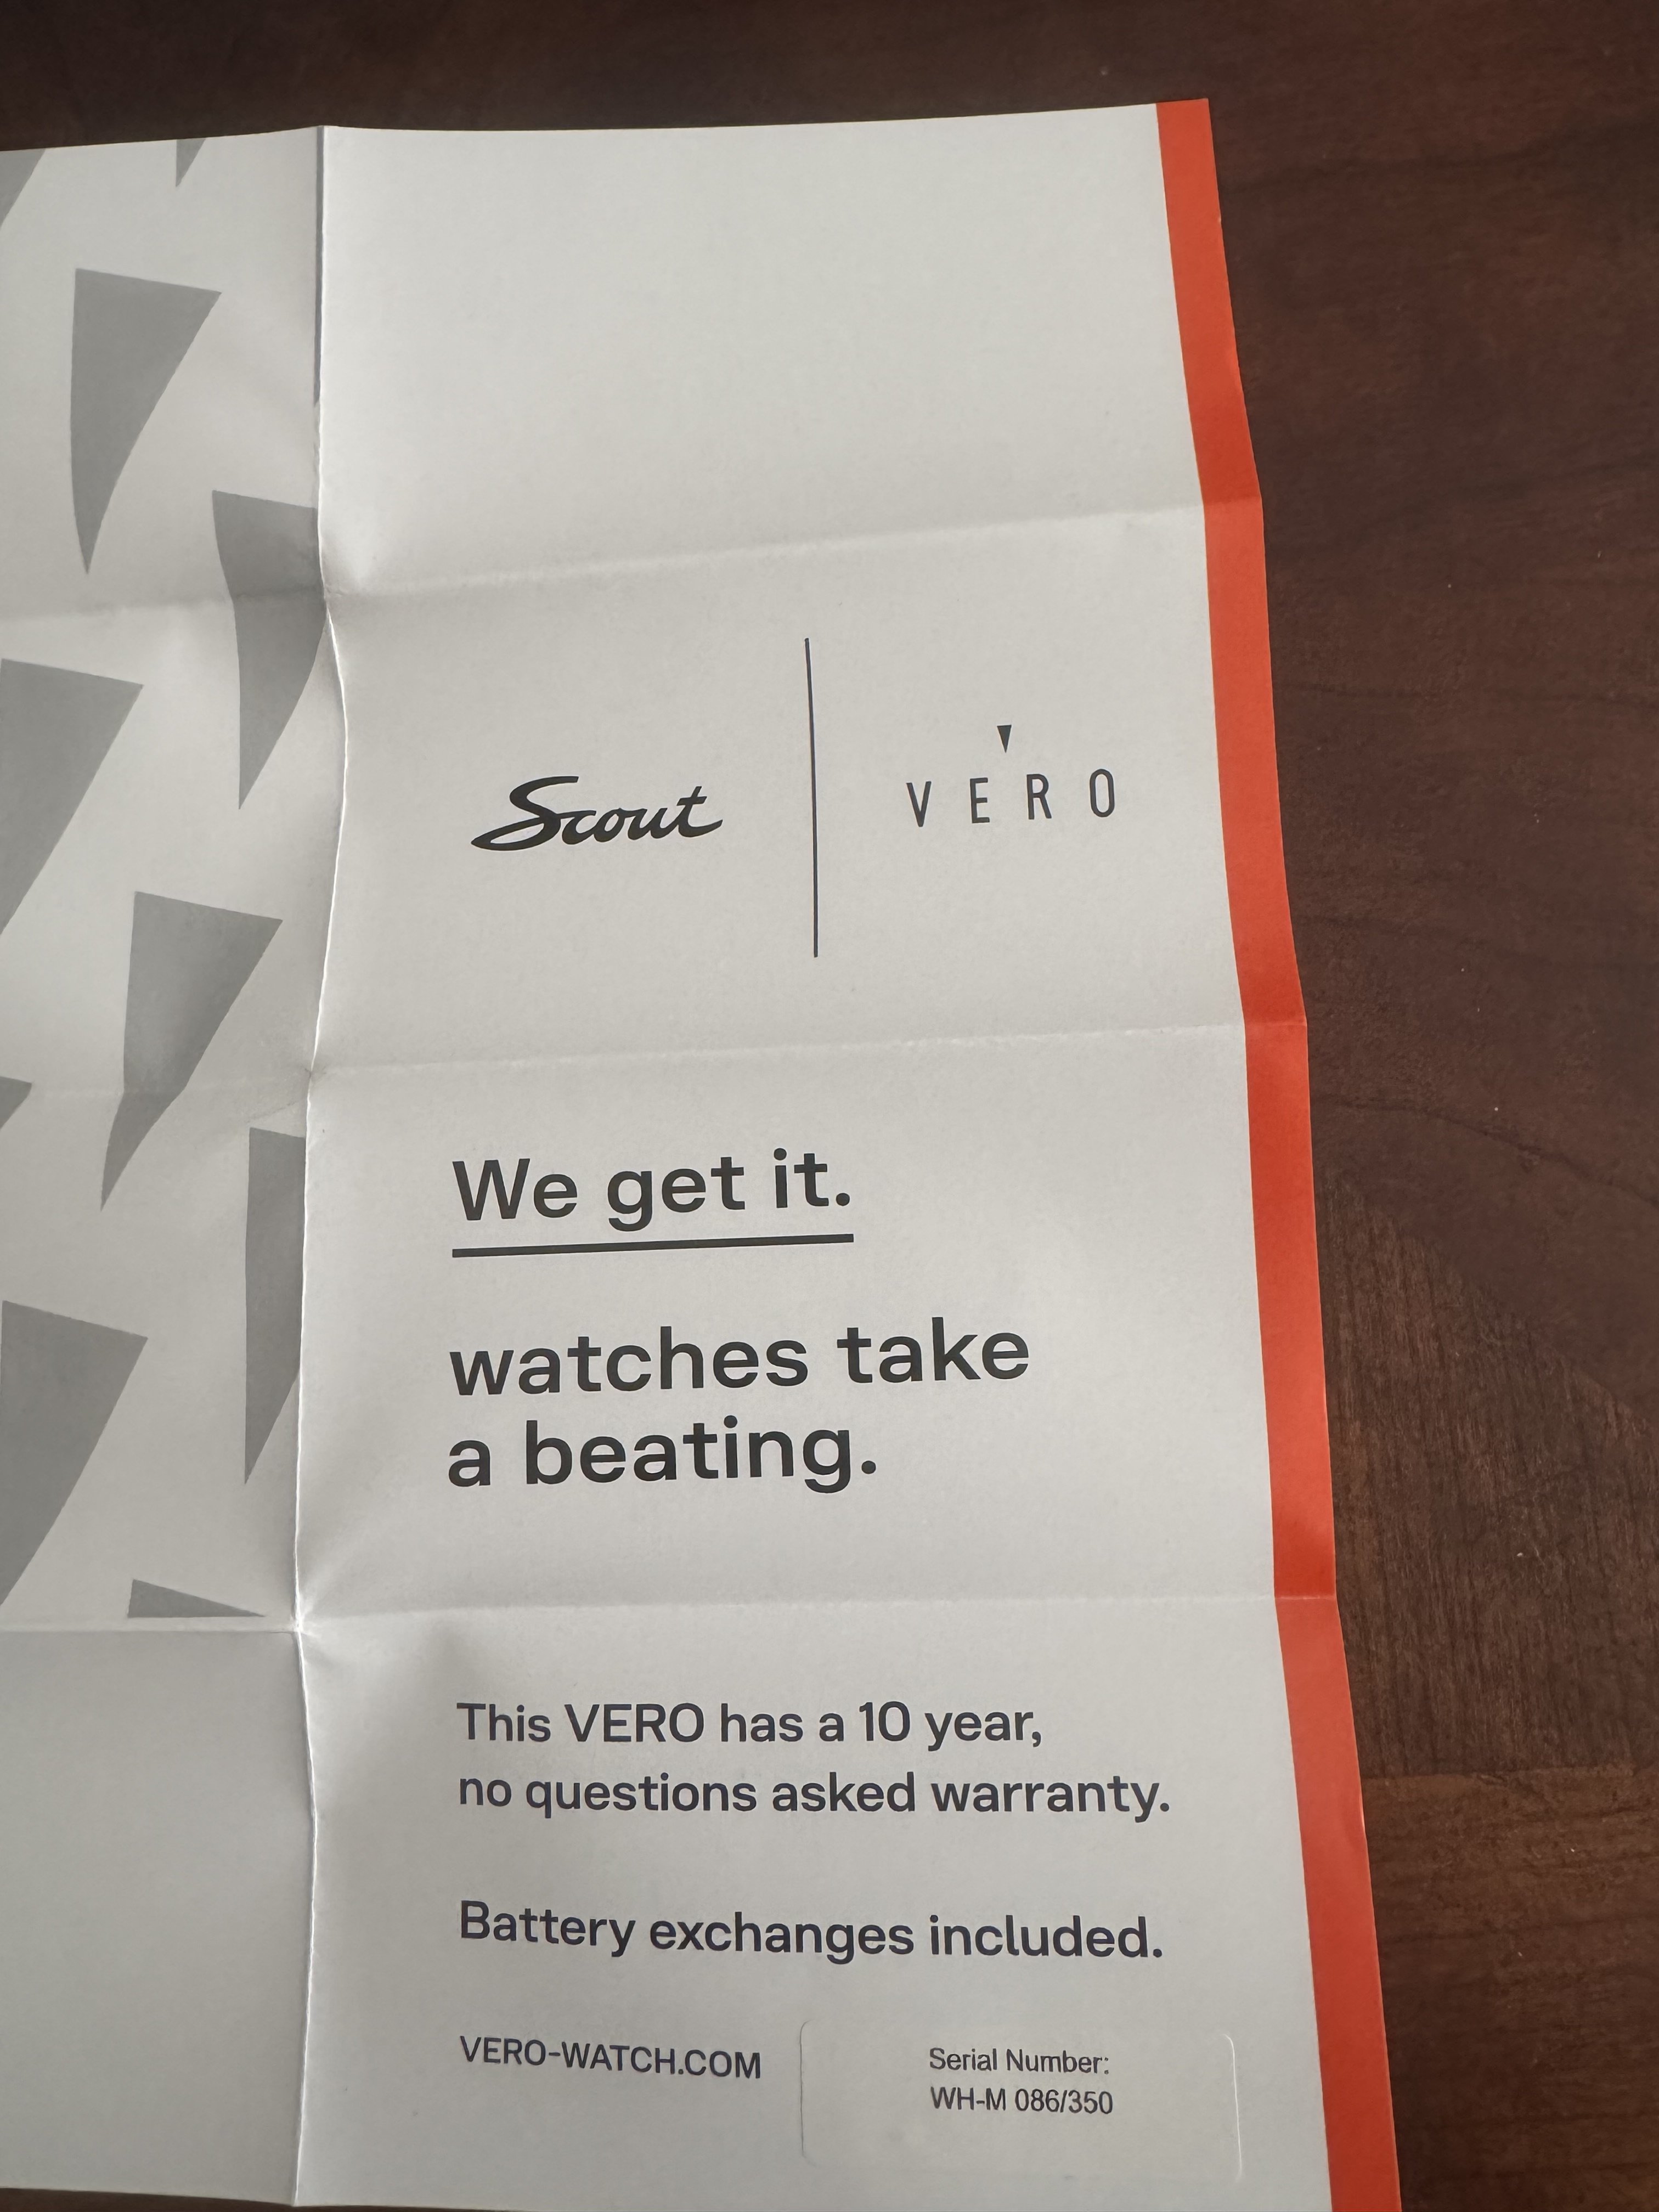 Scout
VERO
We get it.
watches take
a beating.
This VERO has a 10 year,
no questions asked warranty.
Battery exchanges included.
VERO-WATCH.COM
Serial Number:
WH-M 086/350